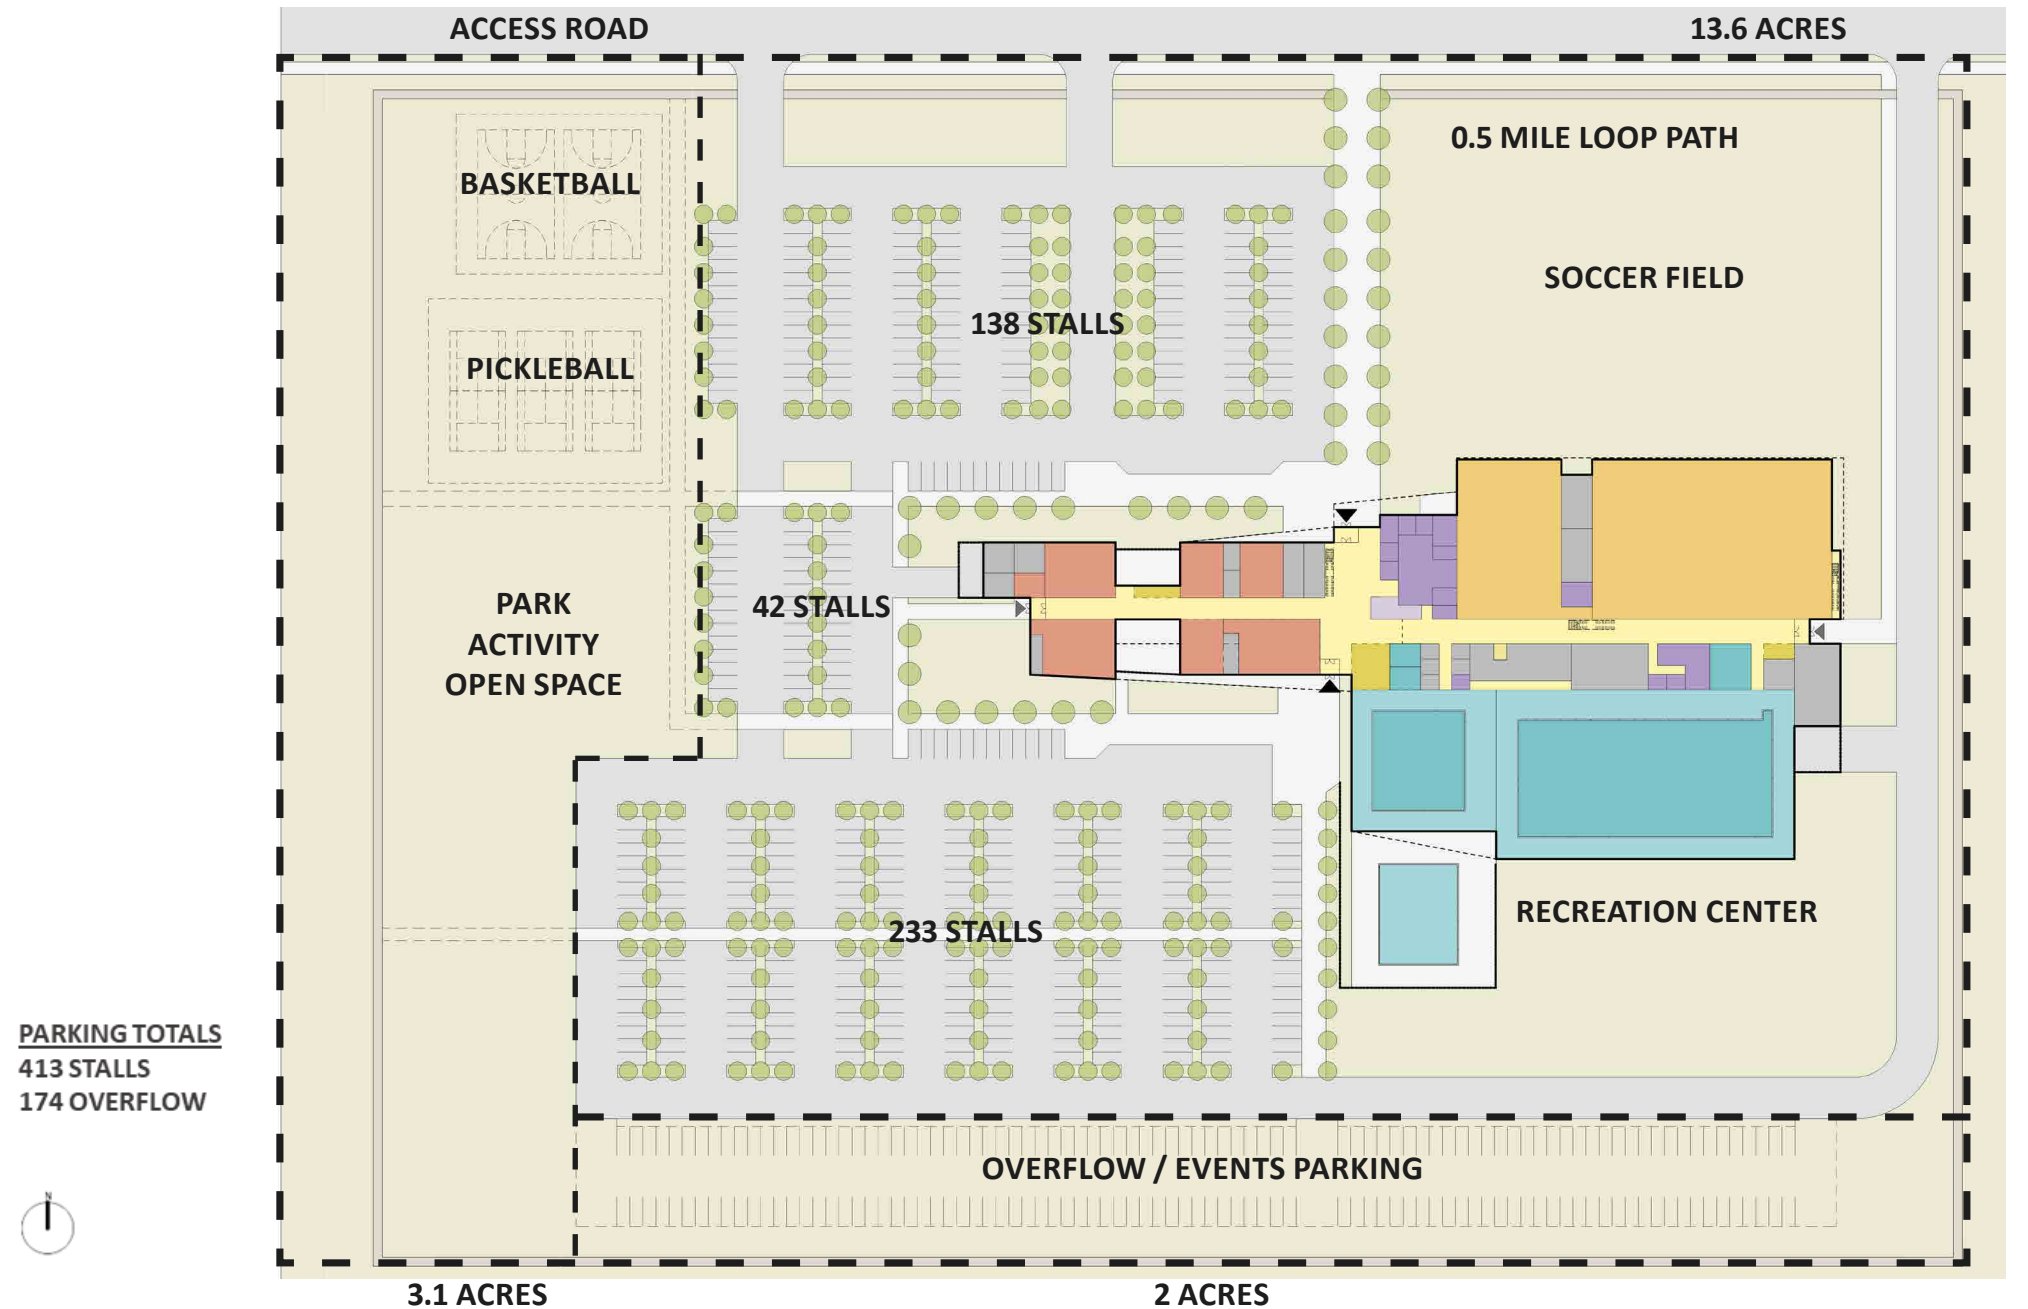 ACCESS ROAD
13.6 ACRES
BASKETBALL
0.5 MILE LOOP PATH
SOCCER FIELD
138 STALLS
PICKLEBALL
42 STALLS
PARK
ACTIVITY
OPEN SPACE
233 STALLS
RECREATION CENTER
PARKING TOTALS
413 STALLS
174 OVERFLOW
OVERFLOW / EVENTS PARKING
N
3.1 ACRES
2 ACRES